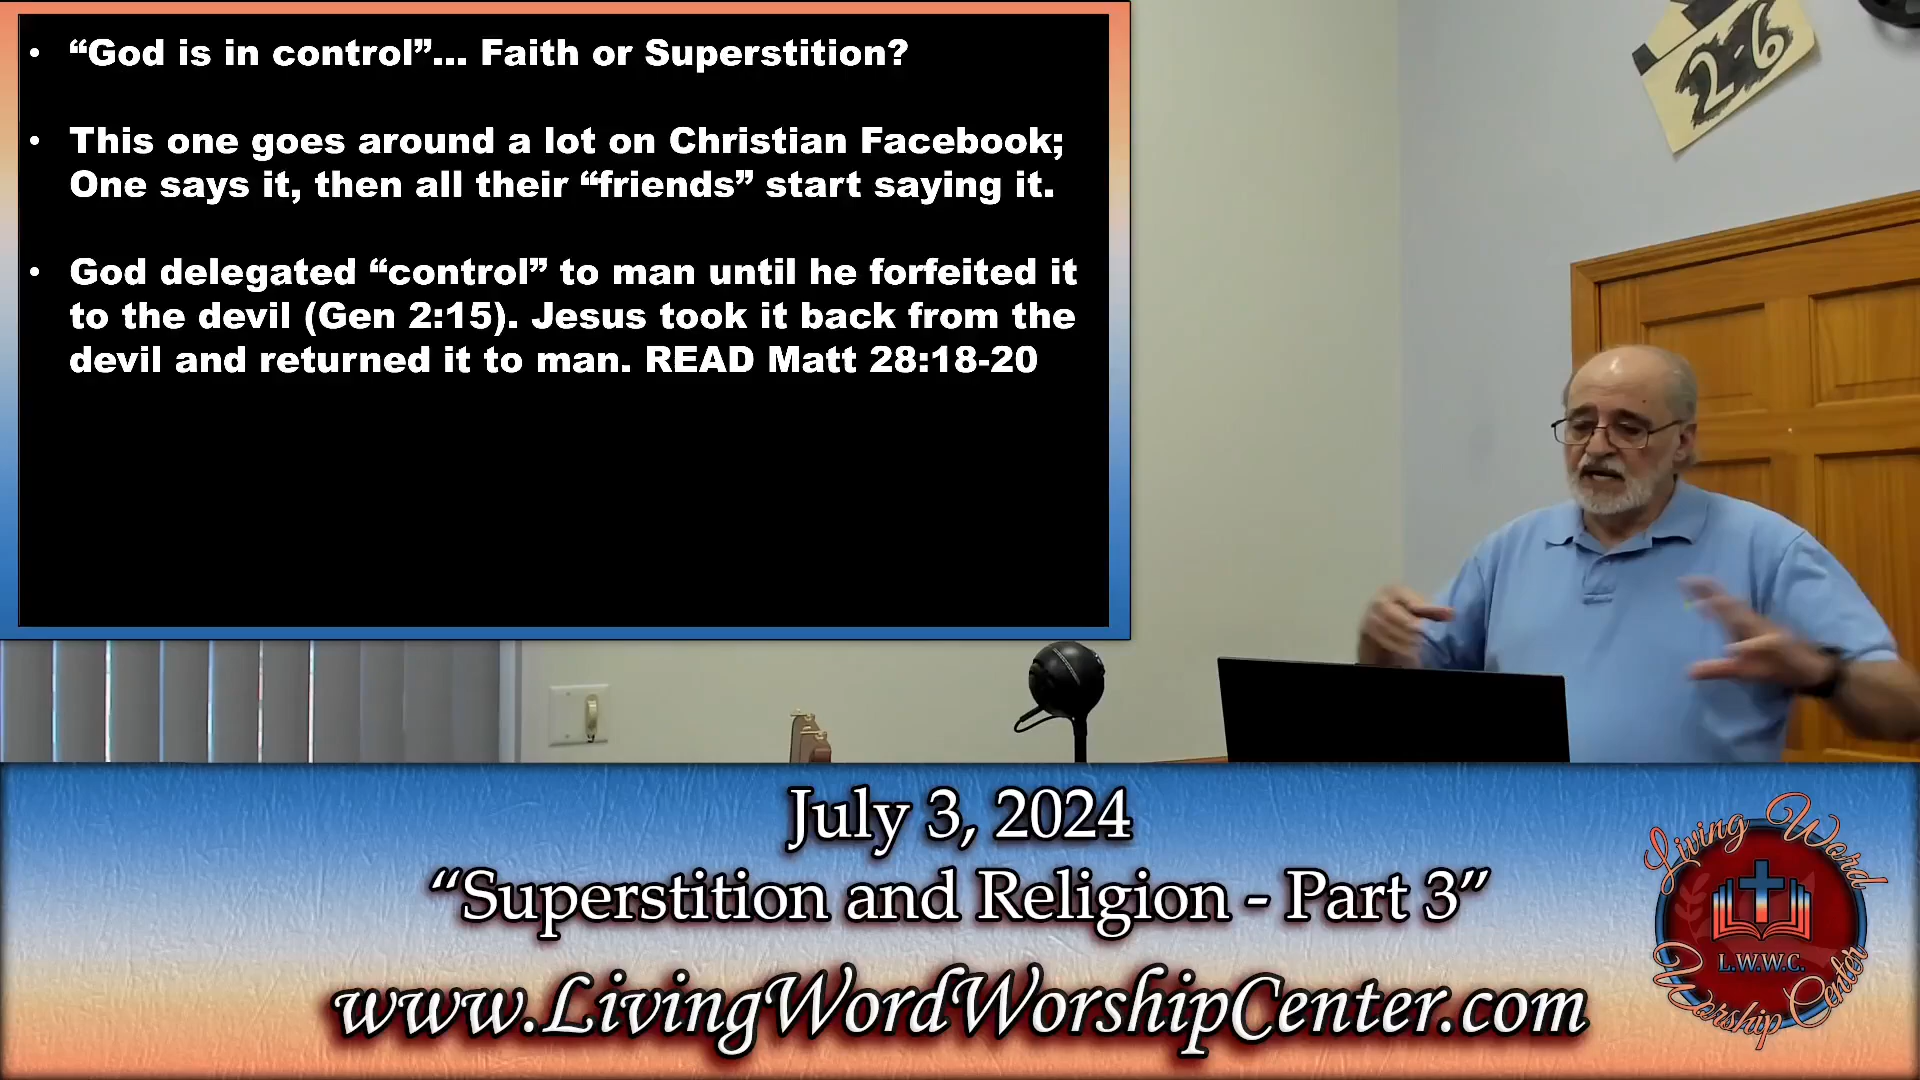 • “God is in control”... Faith or Superstition?
• This one goes around a lot on Christian Facebook;
One says it, then all their “friends” start saying it.
• God delegated “control” to man until he forfeited it
to the devil (Gen 2:15). Jesus took it back from the
devil and returned it to man. READ Matt 28:18-20
26
July 3, 2024
“Superstition and Religion - Part 3”
www.LivingWordWorshipCenter.com
Living Word
L.W.W.C.
Worship Center